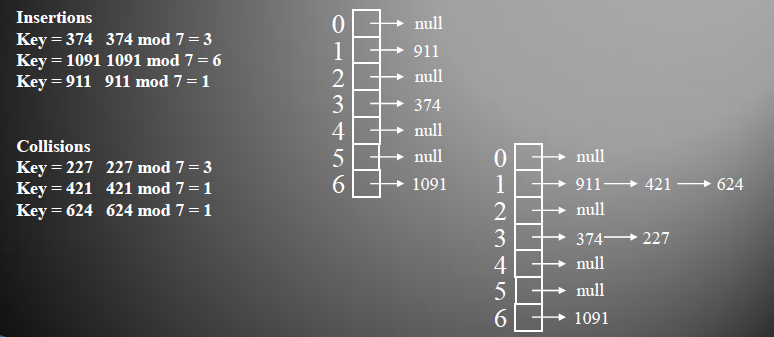 Insertions
Key = 374 374 mod 7 = 3
Key = 1091 1091 mod 7 = 6
Key = 911 911 mod 7 = 1
Collisions
Key = 227 227 mod 7 = 3
Key = 421 421 mod 7 = 1
Key = 624 624 mod 7 = 1
0 null
1 911
2 null
3 374
4 null
5 null
6 1091
0 null
1 911 421 624
2 null
3 374 227
4 null
5 null
6 1091